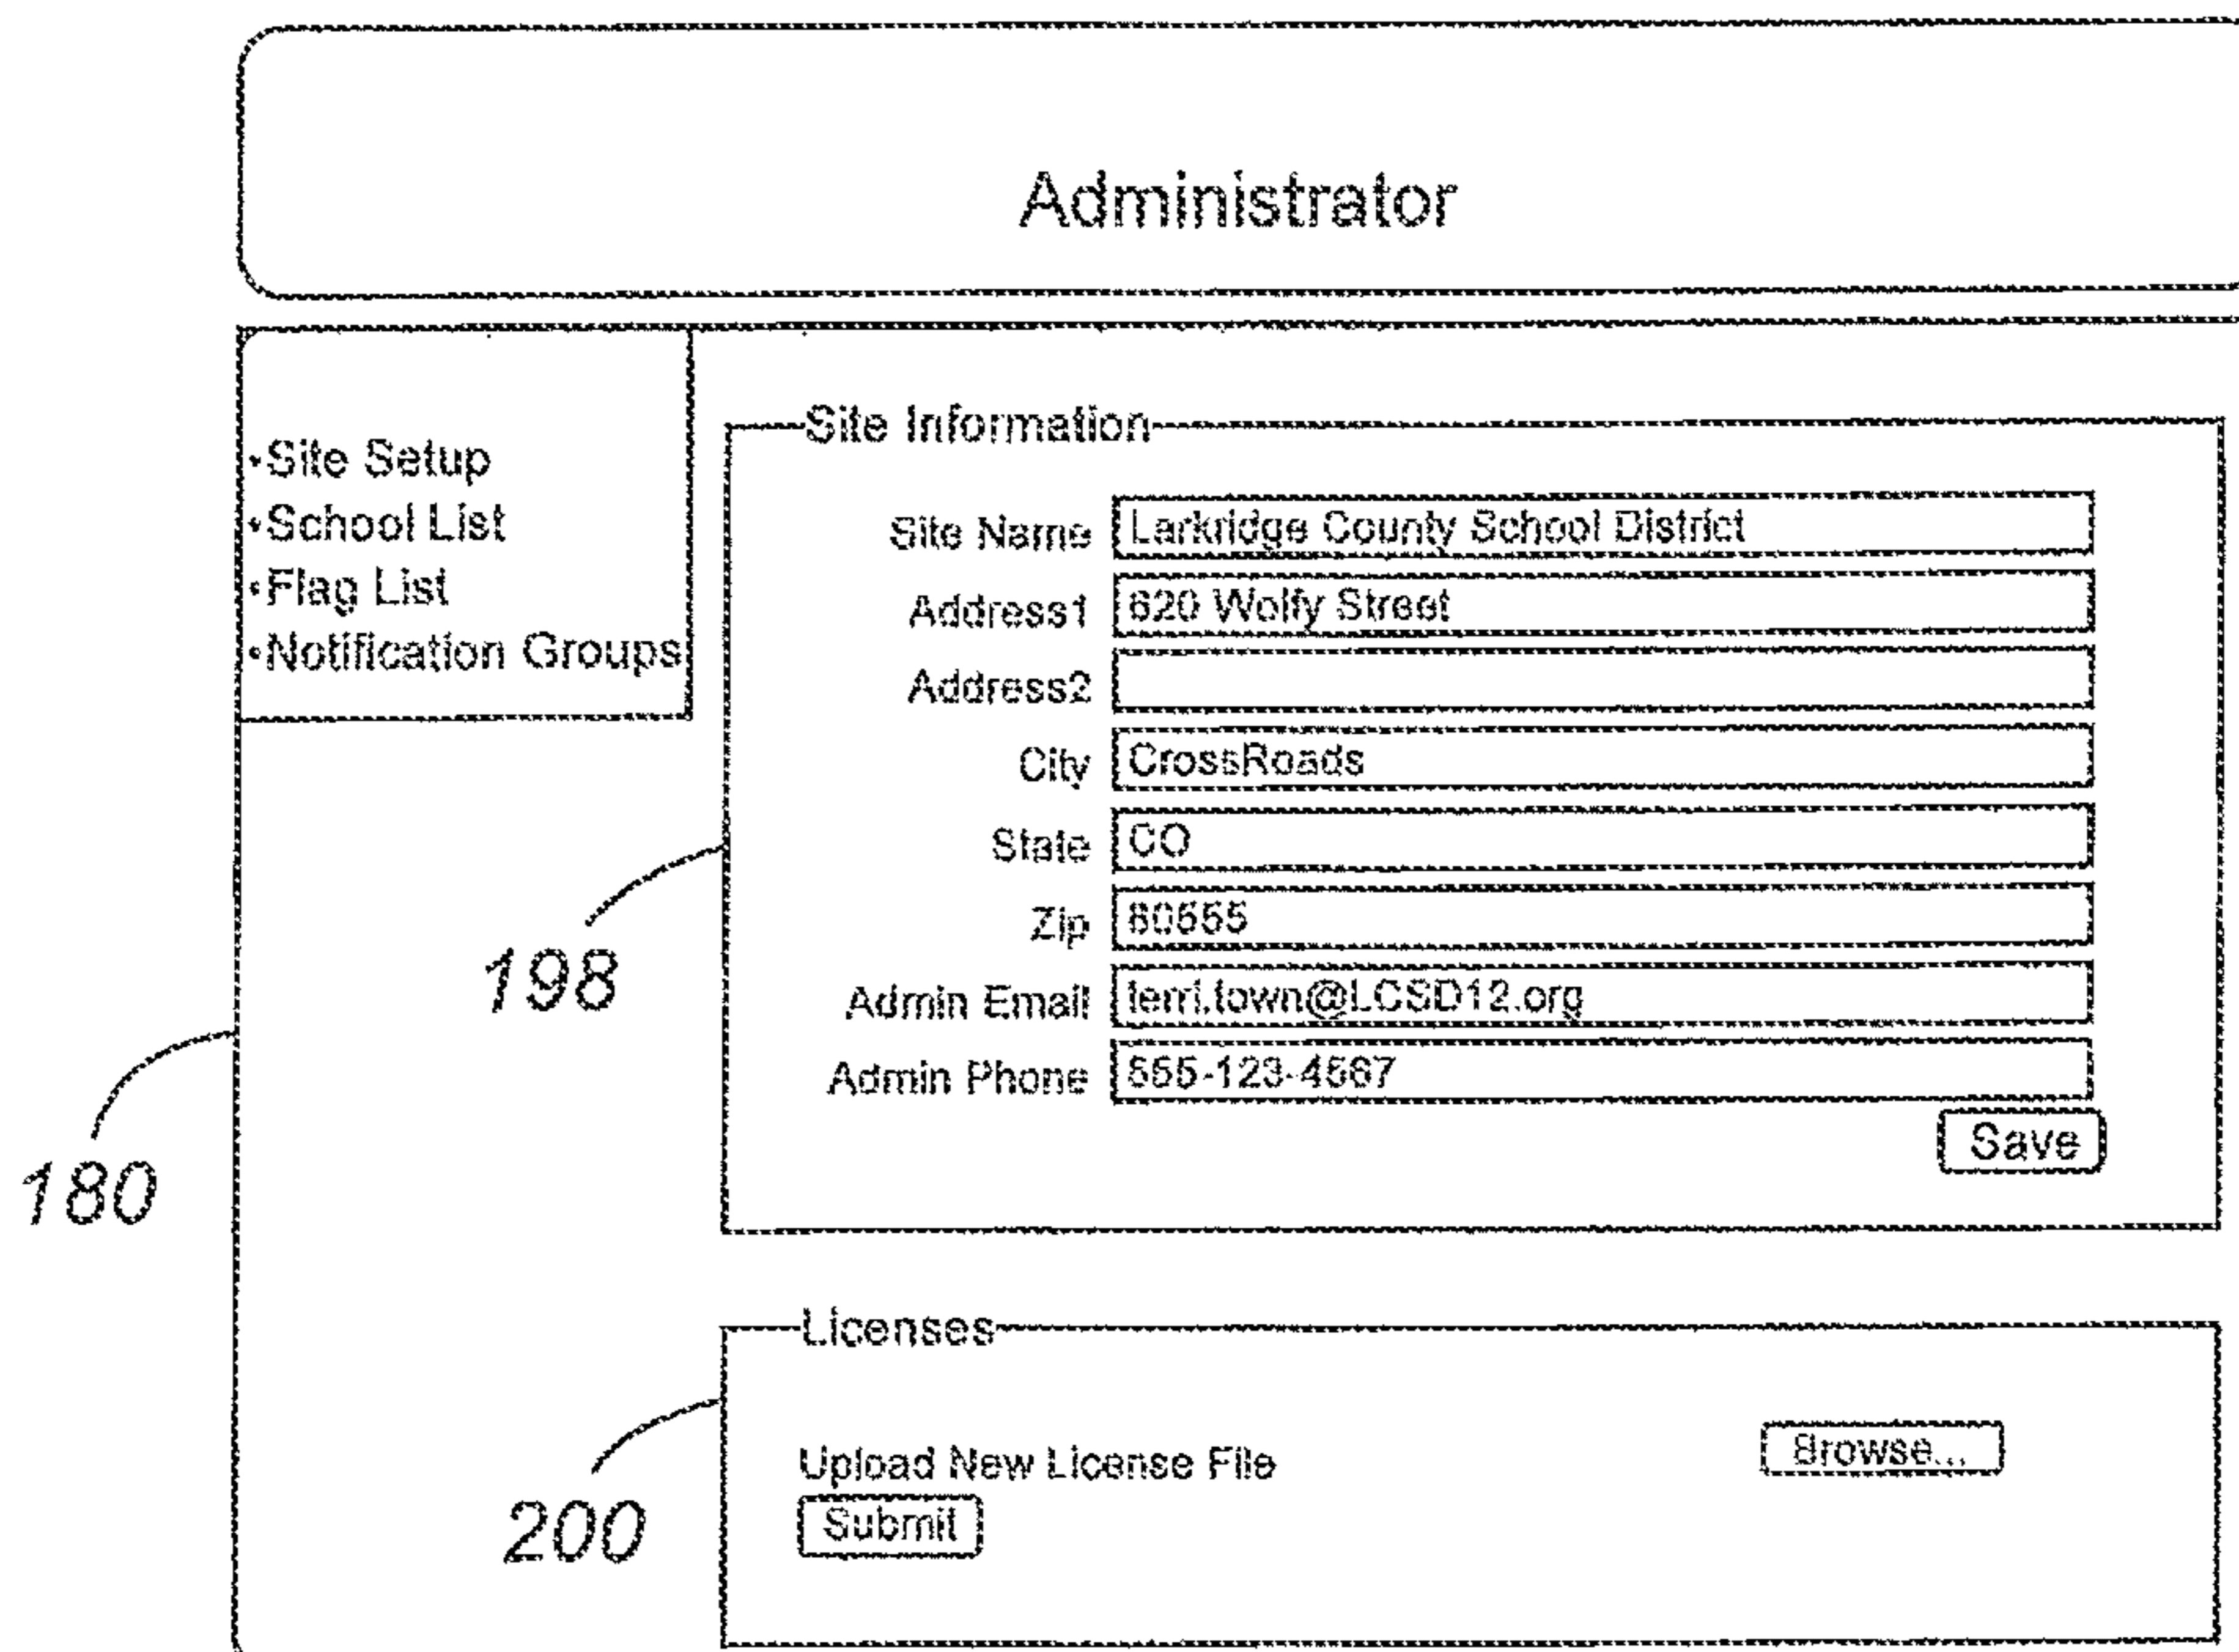 Administrator
•Site Setup
•School List
•Flag List
•Notification Groups
Site Information
Site Name Larkridge County School District
Address1 620 Wolfy Street
Address2
City CrossRoads
State CO
Zip 80555
Admin Email terri.town@LCSD12.org
Admin Phone 555-123-4567
Save
198
180
Licenses
Upload New License File Browse...
Submit
200